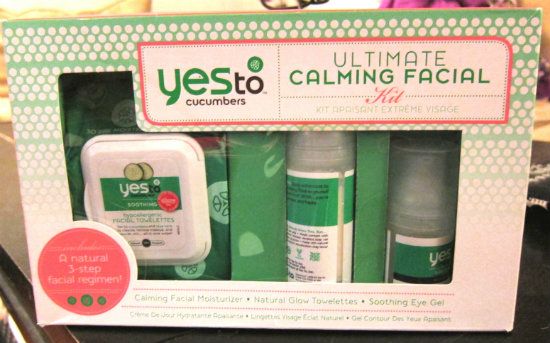 yes to
cucumbers
ULTIMATE
CALMING FACIAL
Kit
KIT APAISANT EXTRÊME VISAGE
yes to
SOOTHING
hypoallergenic
FACIAL TOWELETTES
yes
includes:
A natural
3-step
facial regimen!
Calming Facial Moisturizer • Natural Glow Towelettes • Soothing Eye Gel
Crème De Jour Hydratante Apaisante • Lingettes Visage Éclat Naturel • Gel Contour Des Yeux Apaisant